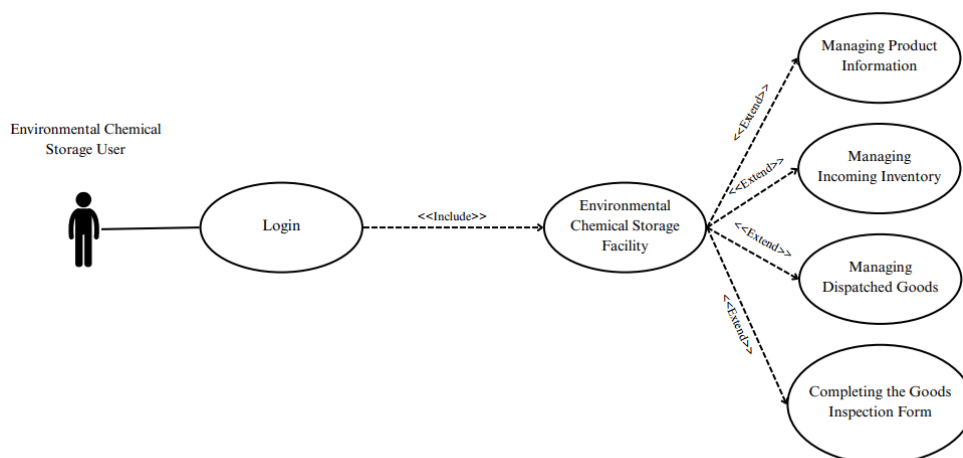 Environmental Chemical
Storage User
Login
<<Include>>
Environmental
Chemical Storage
Facility
<<Extend>>
<<Extend>>
<<Extend>>
<<Extend>>
Managing Product
Information
Managing
Incoming Inventory
Managing
Dispatched Goods
Completing the Goods
Inspection Form